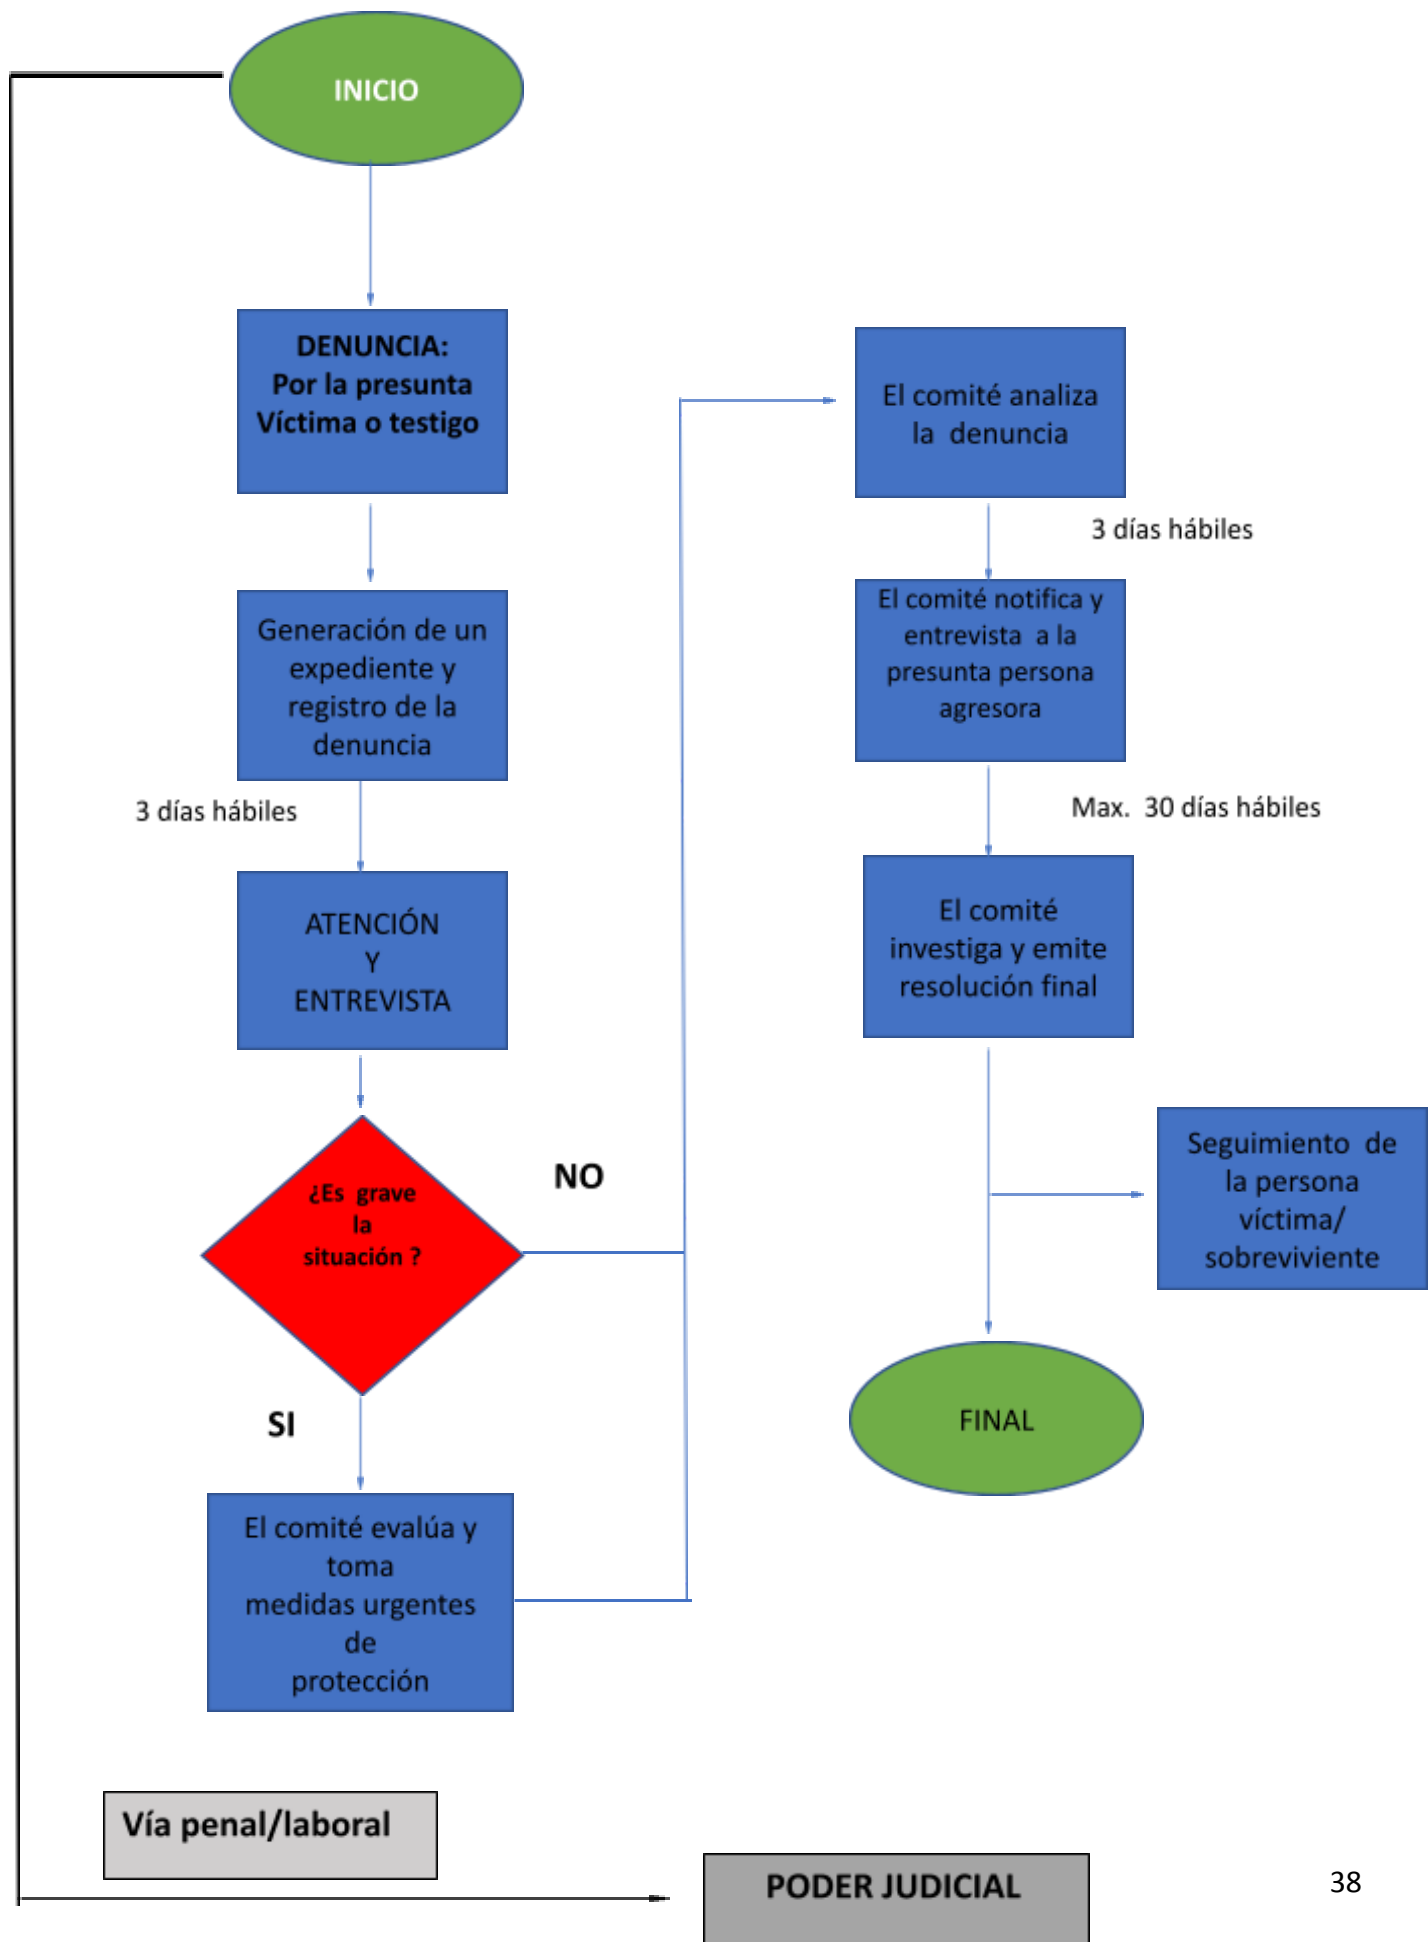 INICIO
DENUNCIA:
Por la presunta
Víctima o testigo
Generación de un
expediente y
registro de la
denuncia
3 días hábiles
ATENCIÓN
Y
ENTREVISTA
¿Es grave
la
situación ?
NO
SI
El comité evalúa y
toma
medidas urgentes
de
protección
El comité analiza
la denuncia
3 días hábiles
El comité notifica y
entrevista a la
presunta persona
agresora
Max. 30 días hábiles
El comité
investiga y emite
resolución final
Seguimiento de
la persona
víctima/
sobreviviente
FINAL
Vía penal/laboral
PODER JUDICIAL
38